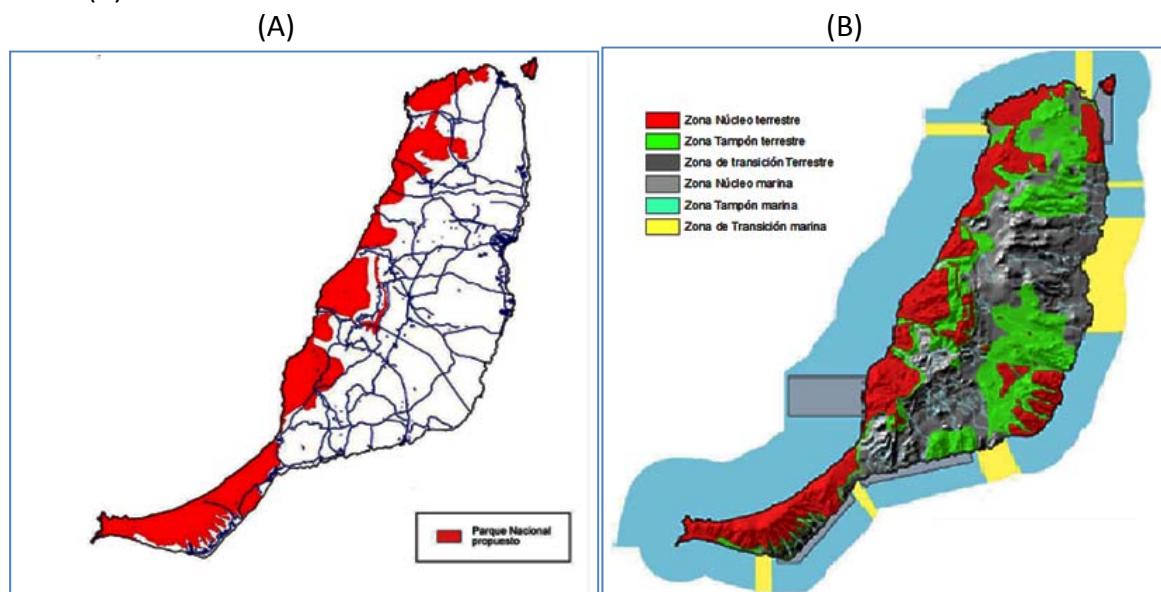 (A)
(B)
Parque Nacional
propuesto
Zona Núcleo terrestre
Zona Tampón terrestre
Zona de transición Terrestre
Zona Núcleo marina
Zona Tampón marina
Zona de Transición marina